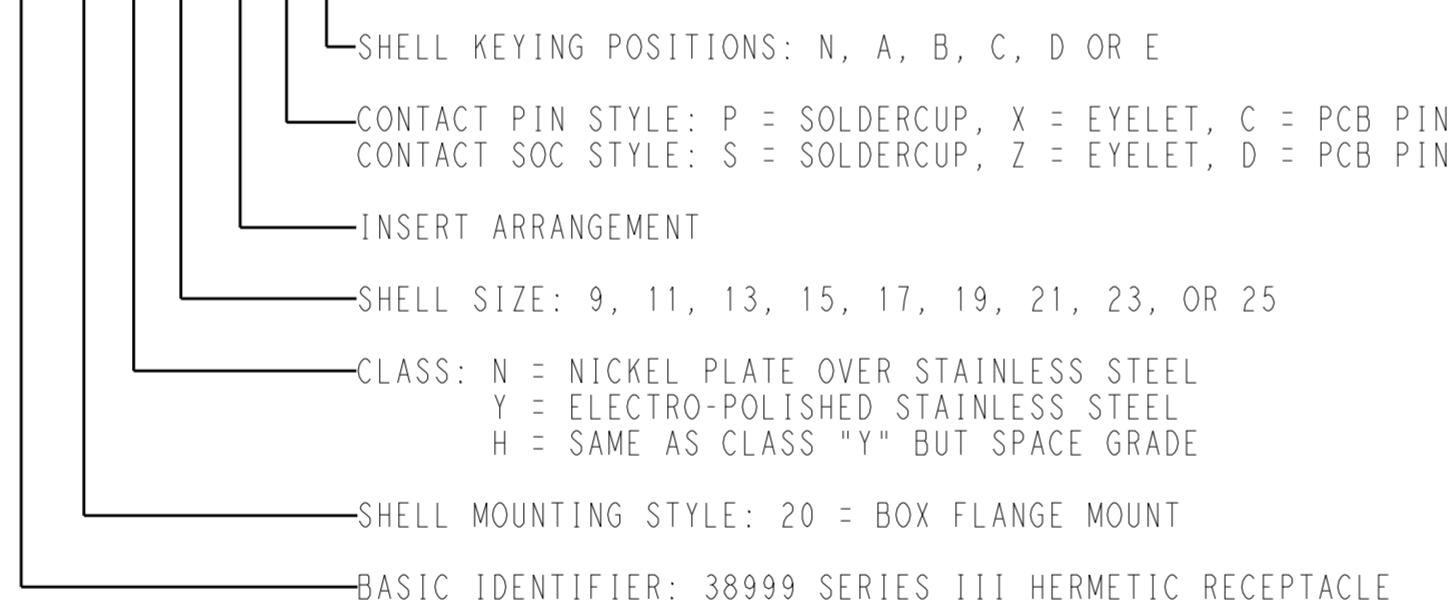 SHELL KEYING POSITIONS: N, A, B, C, D OR E
CONTACT PIN STYLE: P = SOLDERCUP, X = EYELET, C = PCB PIN
CONTACT SOC STYLE: S = SOLDERCUP, Z = EYELET, D = PCB PIN
INSERT ARRANGEMENT
SHELL SIZE: 9, 11, 13, 15, 17, 19, 21, 23, OR 25
CLASS: N = NICKEL PLATE OVER STAINLESS STEEL
Y = ELECTRO-POLISHED STAINLESS STEEL
H = SAME AS CLASS "Y" BUT SPACE GRADE
SHELL MOUNTING STYLE: 20 = BOX FLANGE MOUNT
BASIC IDENTIFIER: 38999 SERIES III HERMETIC RECEPTACLE